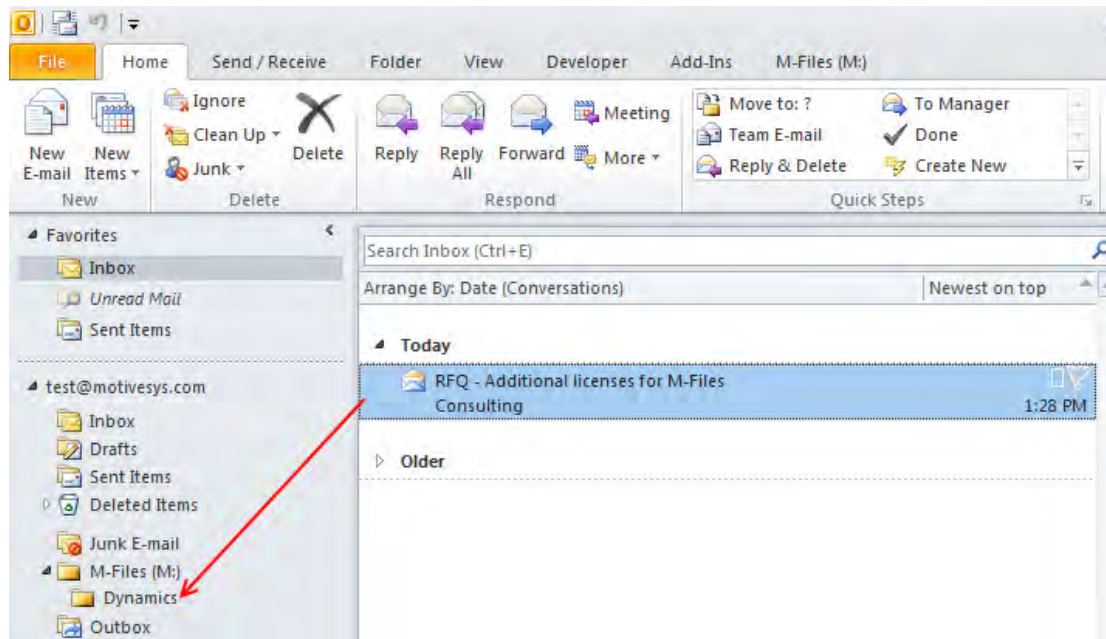 File Home Send / Receive Folder View Developer Add-Ins M-Files (M:)
Ignore Meeting Move to: ? To Manager
Clean Up Team E-mail Done
New New Delete Reply Reply Forward More
E-mail Items Junk All Reply & Delete Create New
New Delete Respond Quick Steps
Favorites
Inbox
Unread Mail
Sent Items
test@motivesys.com
Inbox
Drafts
Sent Items
Deleted Items
Junk E-mail
M-Files (M:)
Dynamics
Outbox
Search Inbox (Ctrl+E)
Arrange By: Date (Conversations) Newest on top
Today
RFQ - Additional licenses for M-Files
Consulting 1:28 PM
Older